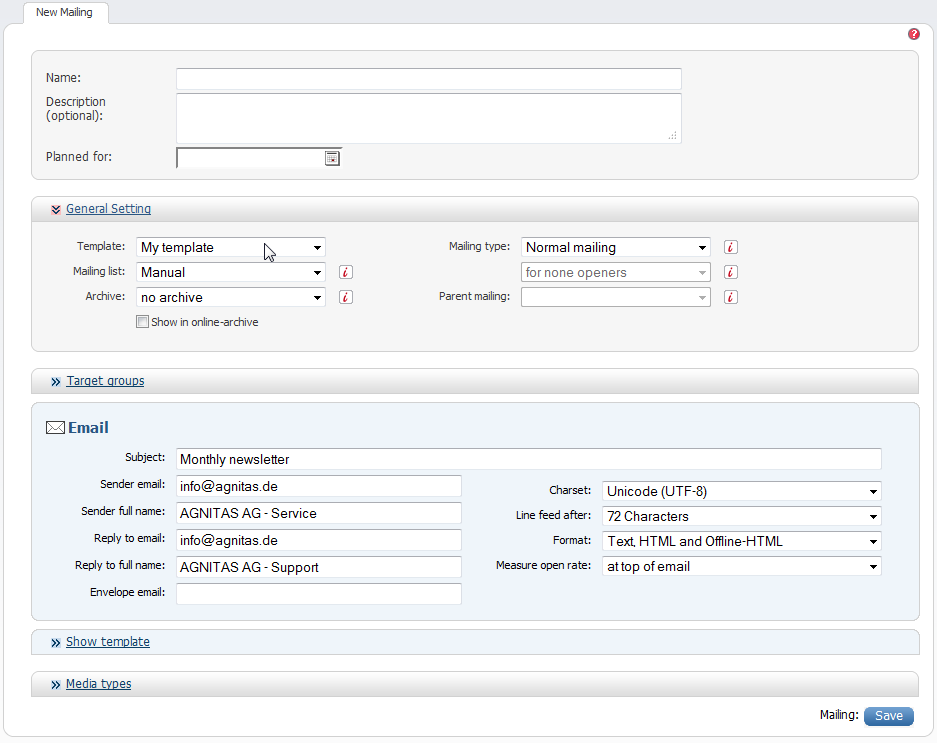 New Mailing
?
Name:
Description
(optional):
Planned for:
General Setting
Template: My template
Mailing type: Normal mailing i
Mailing list: Manual i
for none openers i
Archive: no archive i
Parent mailing: i
Show in online-archive
Target groups
Email
Subject: Monthly newsletter
Sender email: info@agnitas.de
Sender full name: AGNITAS AG - Service
Reply to email: info@agnitas.de
Reply to full name: AGNITAS AG - Support
Envelope email:
Charset: Unicode (UTF-8)
Line feed after: 72 Characters
Format: Text, HTML and Offline-HTML
Measure open rate: at top of email
Show template
Media types
Mailing: Save